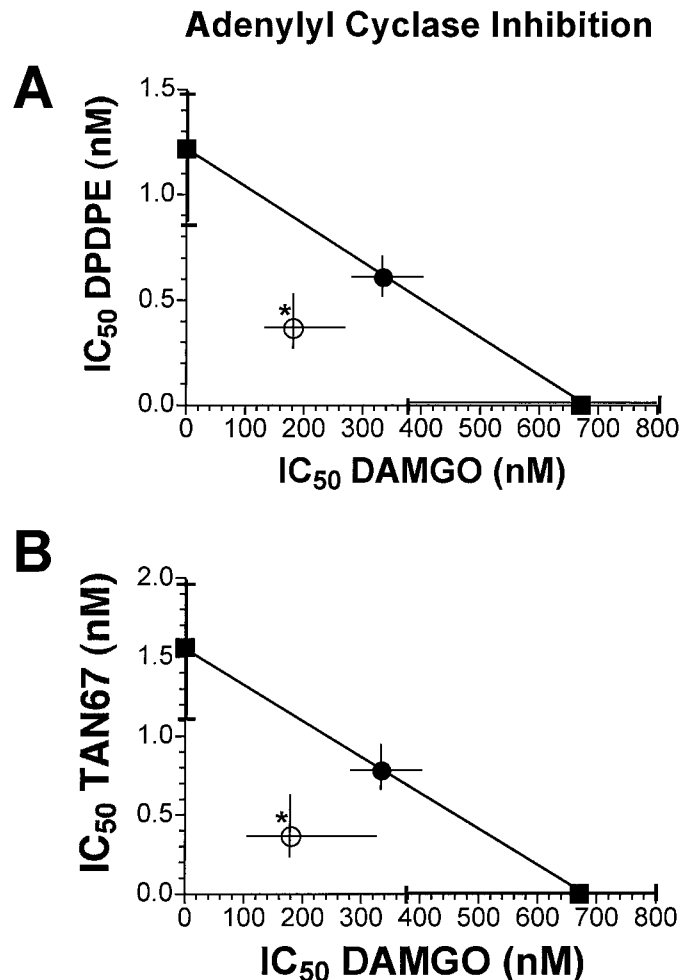 Adenylyl Cyclase Inhibition
A
IC50 DPDPE (nM)
1.5
1.0
0.5
0.0
*
0 100 200 300 400 500 600 700 800
IC50 DAMGO (nM)
B
IC50 TAN67 (nM)
2.0
1.5
1.0
0.5
0.0
*
0 100 200 300 400 500 600 700 800
IC50 DAMGO (nM)